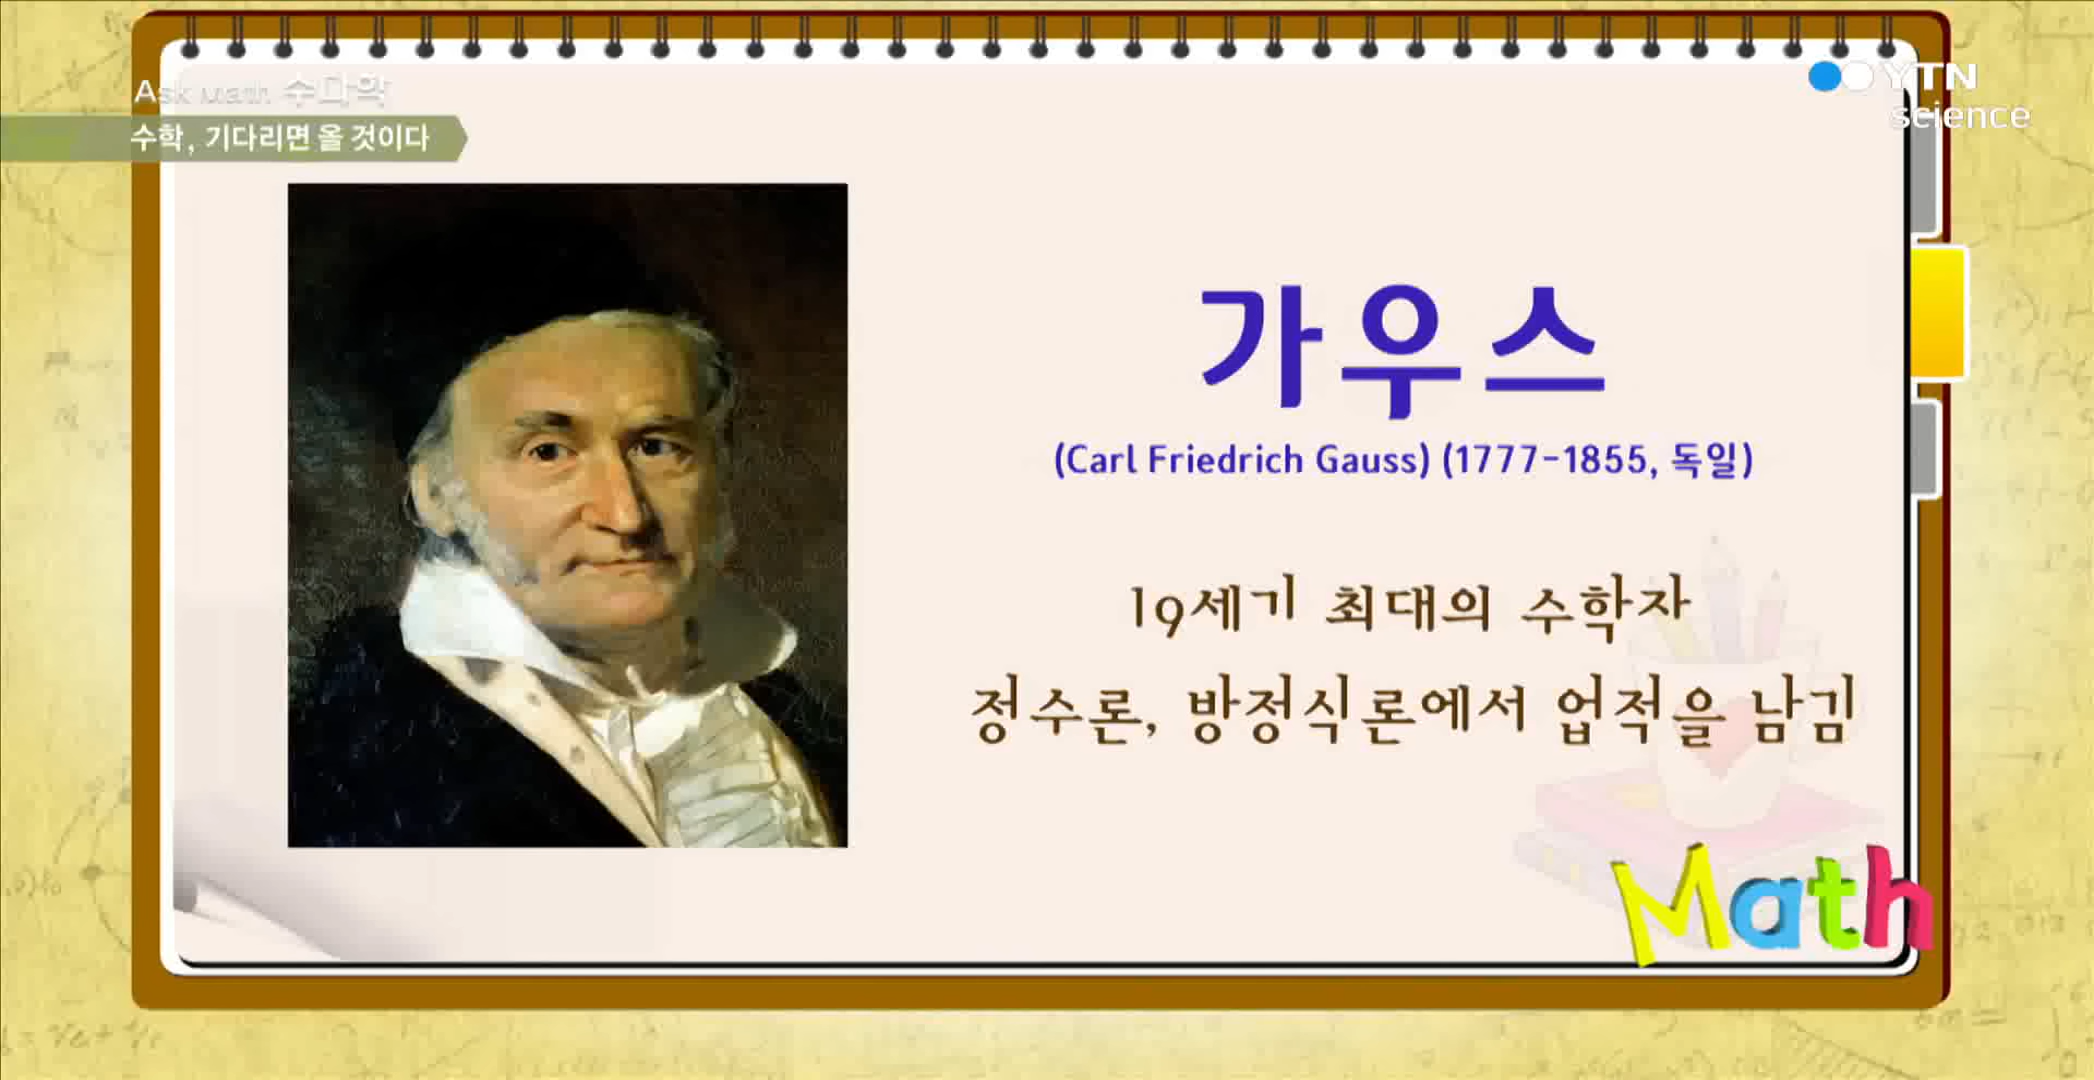 Ask Math 수다학
수학, 기다리면 올 것이다
YTN
science
가우스
(Carl Friedrich Gauss) (1777-1855, 독일)
19세기 최대의 수학자
정수론, 방정식론에서 업적을 남김
Math